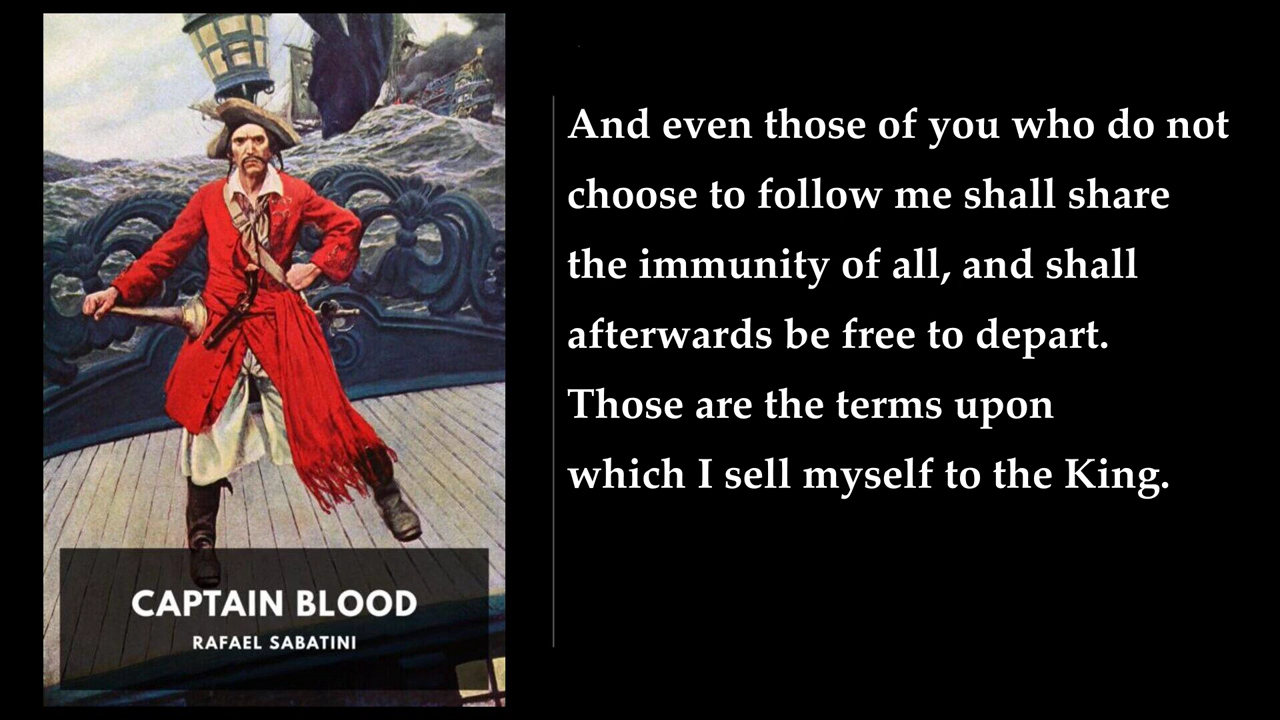 CAPTAIN BLOOD
RAFAEL SABATINI
And even those of you who do not
choose to follow me shall share
the immunity of all, and shall
afterwards be free to depart.
Those are the terms upon
which I sell myself to the King.